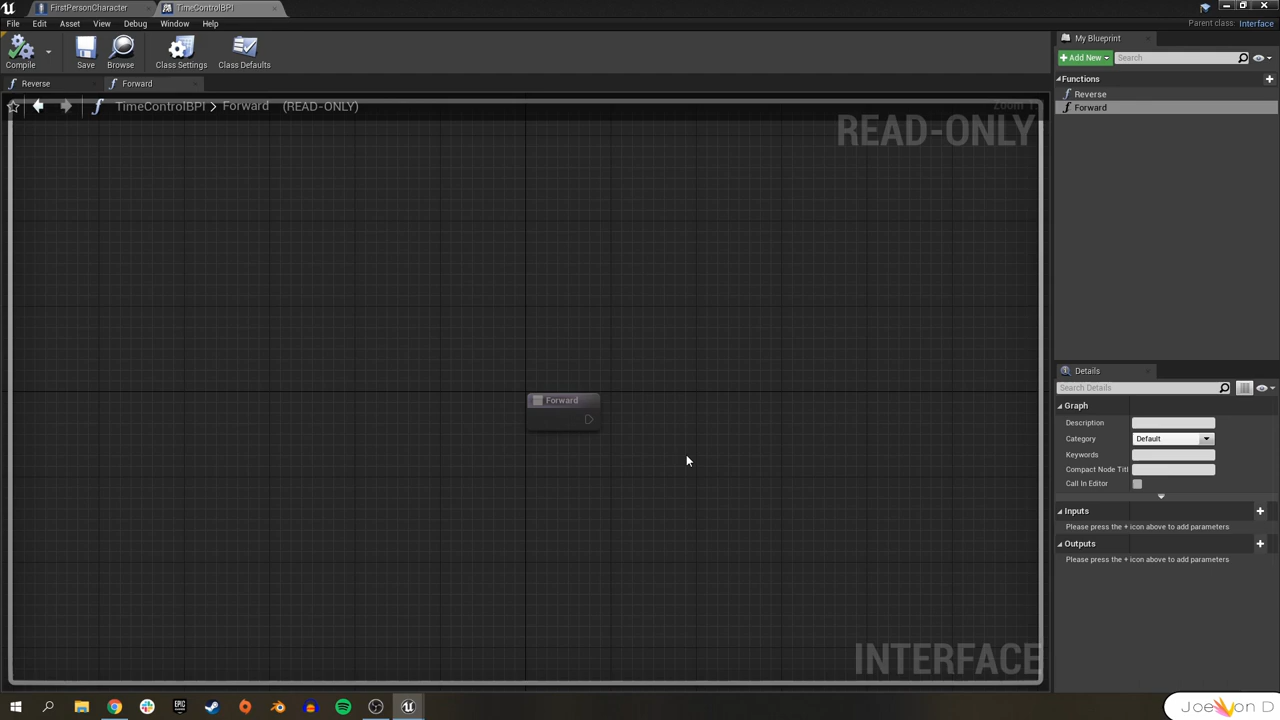 FirstPersonCharacter
TimeControlBPI
File Edit Asset View Debug Window Help
Parent class: Interface
Compile
Save
Browse
Class Settings
Class Defaults
My Blueprint
+Add New
Search
Functions
Reverse
Forward
Reverse
Forward
TimeControlBPI > Forward (READ-ONLY)
READ-ONLY
Forward
INTERFACE
Details
Search Details
Graph
Description
Category
Default
Keywords
Compact Node Titl
Call In Editor
Inputs
Please press the + icon above to add parameters
Outputs
Please press the + icon above to add parameters